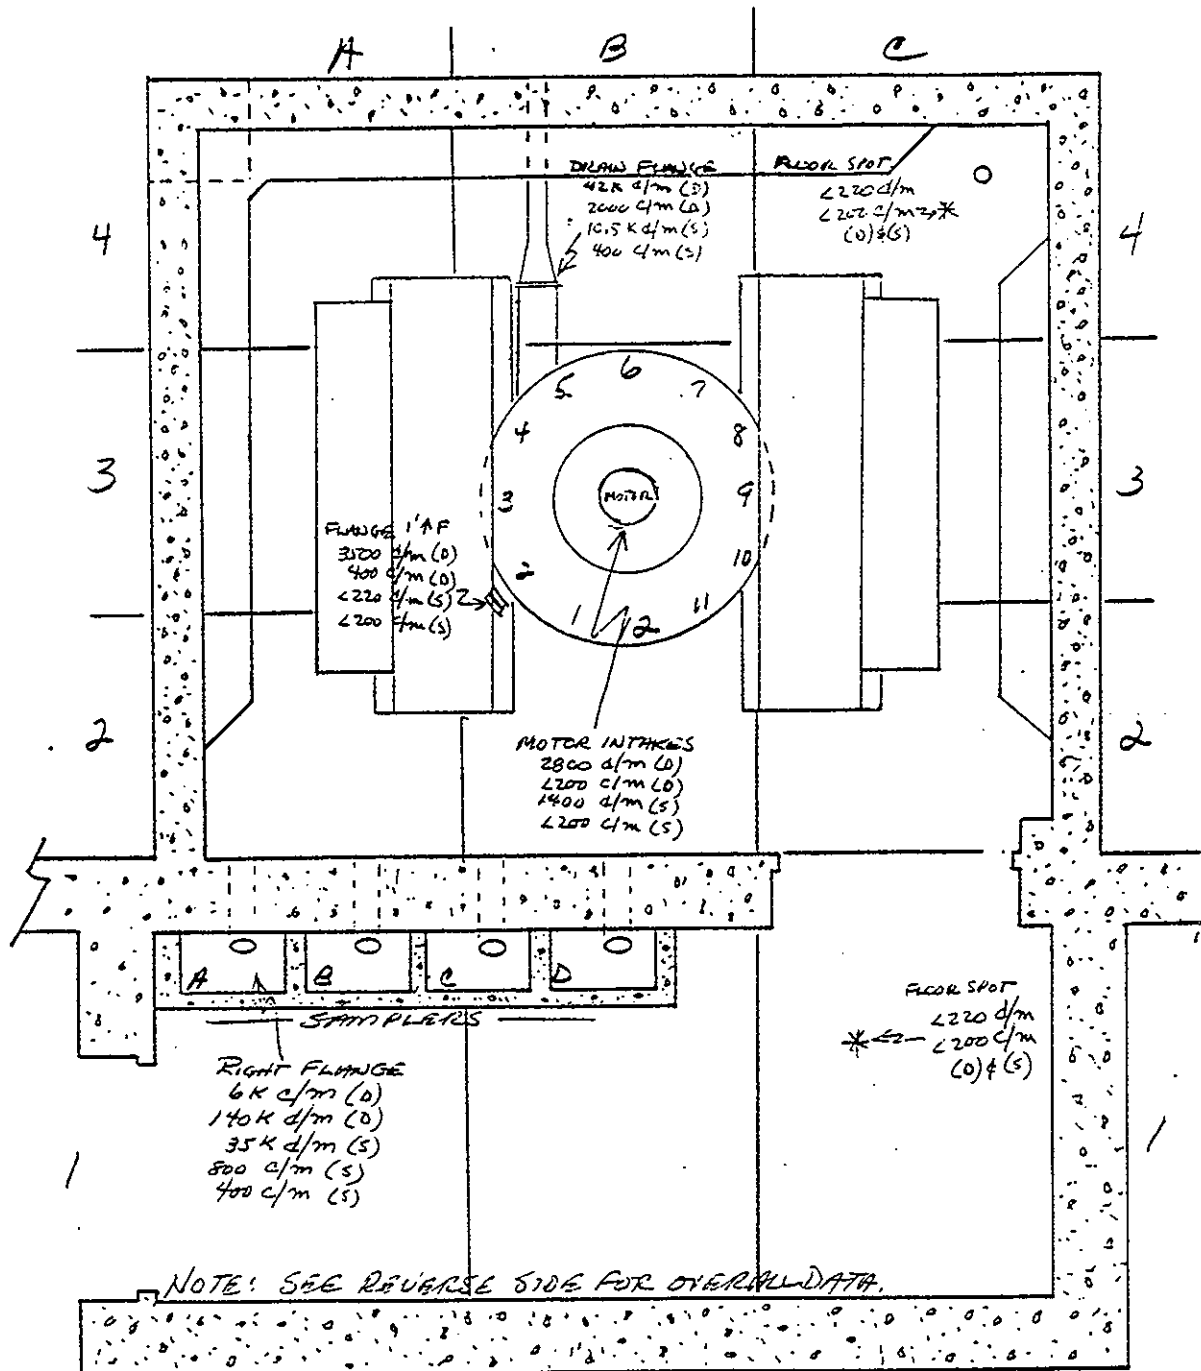 A B C
DRAIN FLANGE
42K d/m (D)
2000 c/m (D)
10.5K d/m (S)
400 c/m (S)
FLOOR SPOT
<220 d/m
<200 c/m
(D) & (S)
4 4
3 3
2 2
1 1
6
5 7
4 8
3 9
2 10
1 12 11
MOTOR
FLANGE 1' ↑ F
3500 d/m (D)
400 c/m (D)
<220 d/m (S)
<200 c/m (S)
MOTOR INTAKES
2800 d/m (D)
<200 c/m (D)
1400 d/m (S)
<200 c/m (S)
A B C D
SAMPLERS
RIGHT FLANGE
6K c/m (D)
140K d/m (D)
35K d/m (S)
800 c/m (S)
400 c/m (S)
FLOOR SPOT
<220 d/m
<200 c/m
(D) & (S)
NOTE: SEE REVERSE SIDE FOR OVERALL DATA.